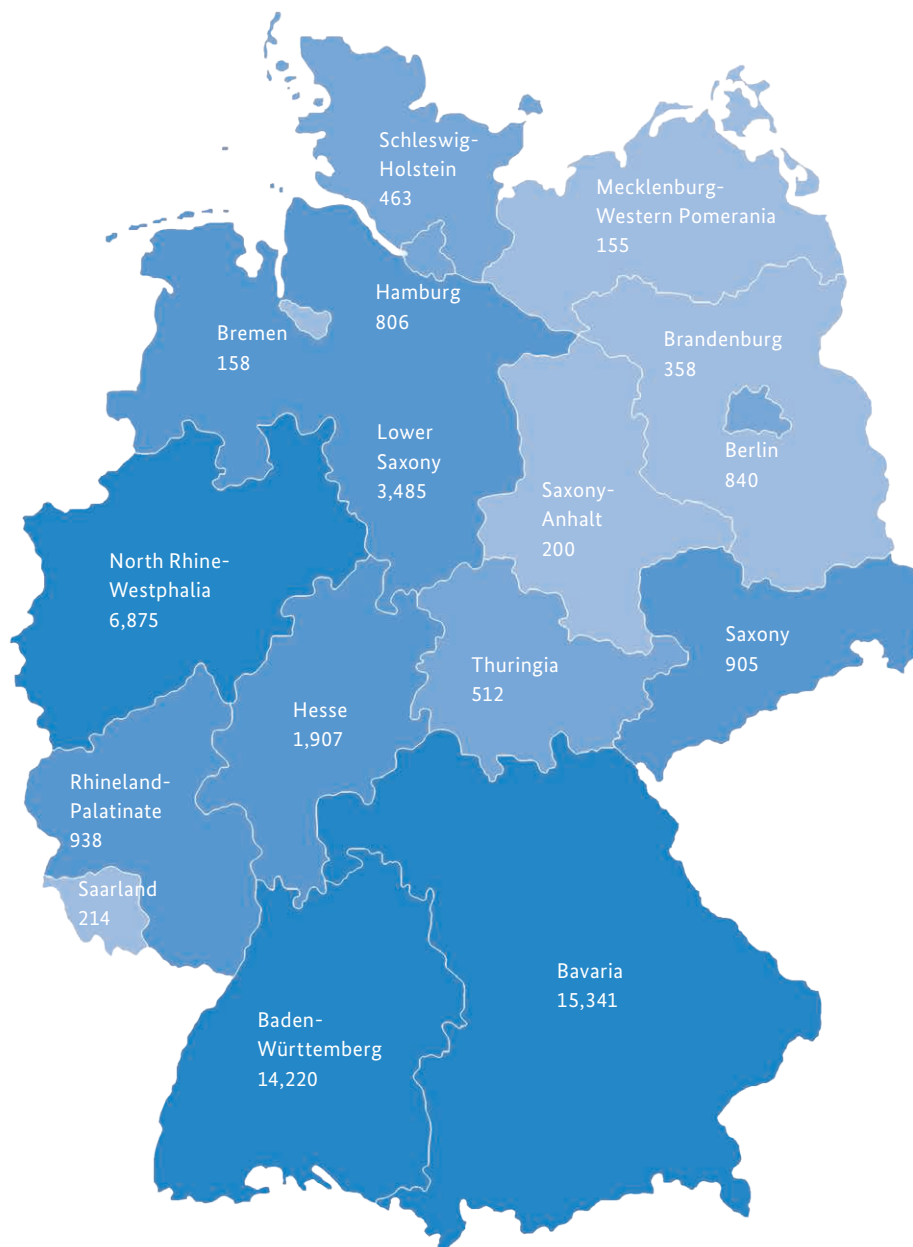 Schleswig-
Holstein
463
Mecklenburg-
Western Pomerania
155
Hamburg
806
Bremen
158
Brandenburg
358
Lower
Saxony
3,485
Berlin
840
Saxony-
Anhalt
200
North Rhine-
Westphalia
6,875
Saxony
905
Thuringia
512
Hesse
1,907
Rhineland-
Palatinate
938
Saarland
214
Bavaria
15,341
Baden-
Württemberg
14,220